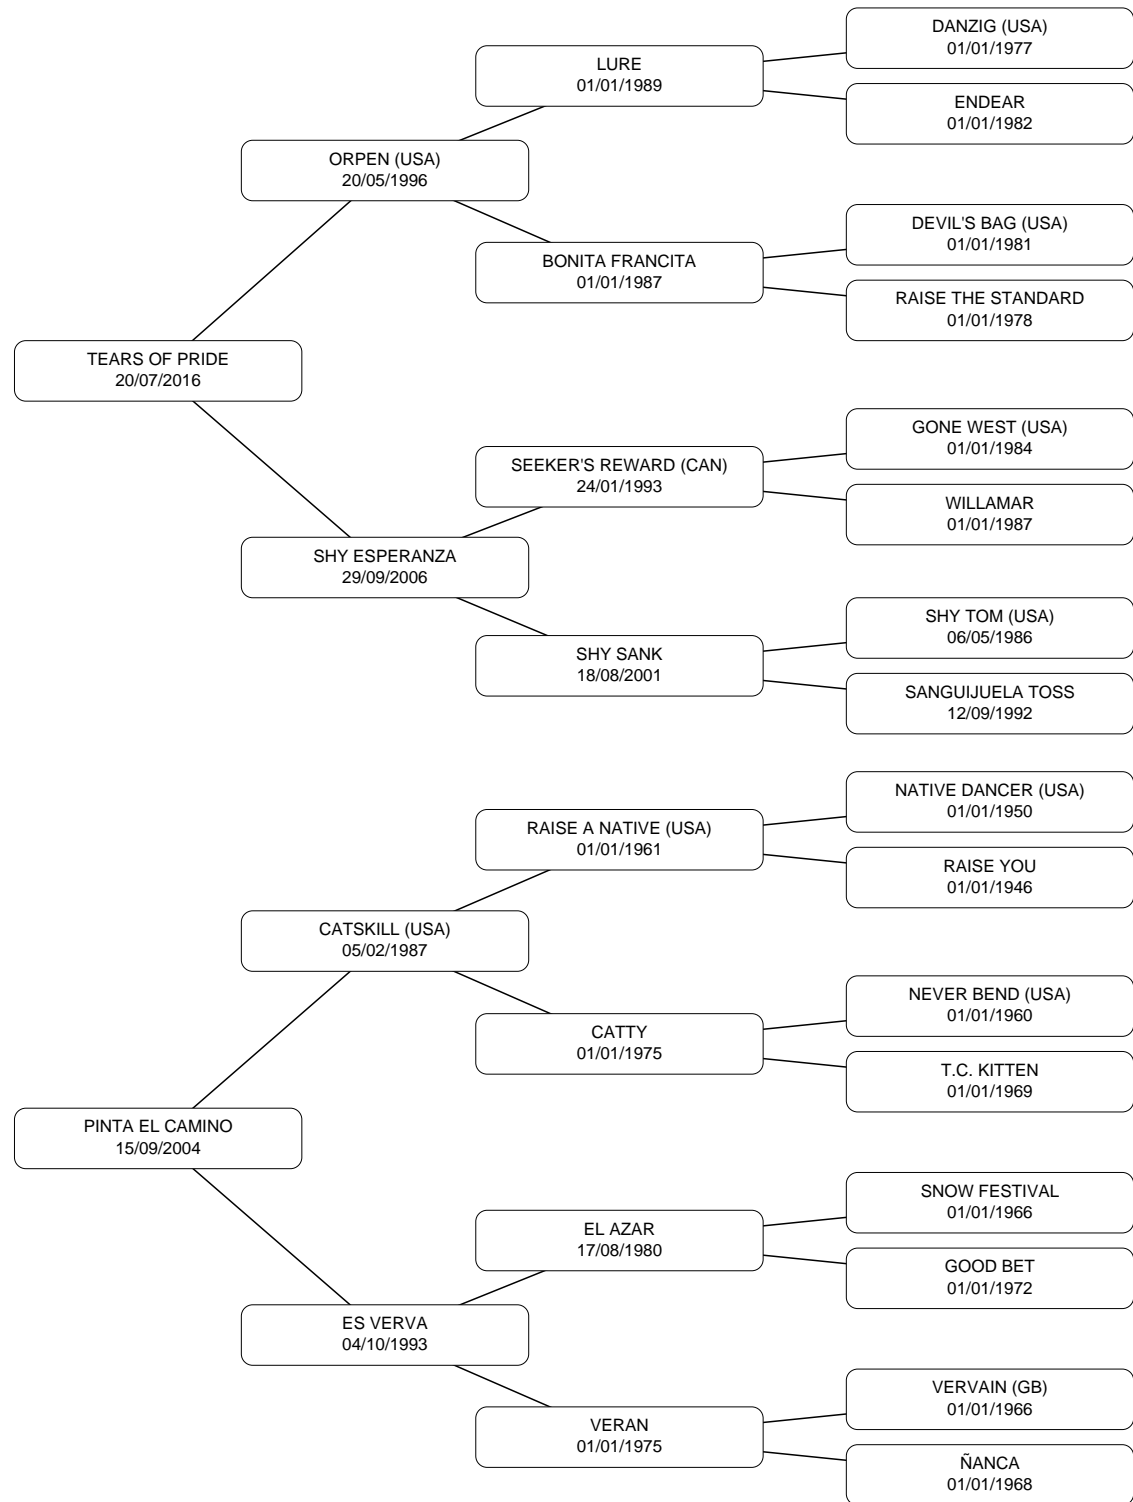 DANZIG (USA)
01/01/1977
LURE
01/01/1989
ENDEAR
01/01/1982
ORPEN (USA)
20/05/1996
DEVIL'S BAG (USA)
01/01/1981
BONITA FRANCITA
01/01/1987
RAISE THE STANDARD
01/01/1978
TEARS OF PRIDE
20/07/2016
GONE WEST (USA)
01/01/1984
SEEKER'S REWARD (CAN)
24/01/1993
WILLAMAR
01/01/1987
SHY ESPERANZA
29/09/2006
SHY TOM (USA)
06/05/1986
SHY SANK
18/08/2001
SANGUIJUELA TOSS
12/09/1992
NATIVE DANCER (USA)
01/01/1950
RAISE A NATIVE (USA)
01/01/1961
RAISE YOU
01/01/1946
CATSKILL (USA)
05/02/1987
NEVER BEND (USA)
01/01/1960
CATTY
01/01/1975
T.C. KITTEN
01/01/1969
PINTA EL CAMINO
15/09/2004
SNOW FESTIVAL
01/01/1966
EL AZAR
17/08/1980
GOOD BET
01/01/1972
ES VERVA
04/10/1993
VERVAIN (GB)
01/01/1966
VERAN
01/01/1975
ÑANCA
01/01/1968